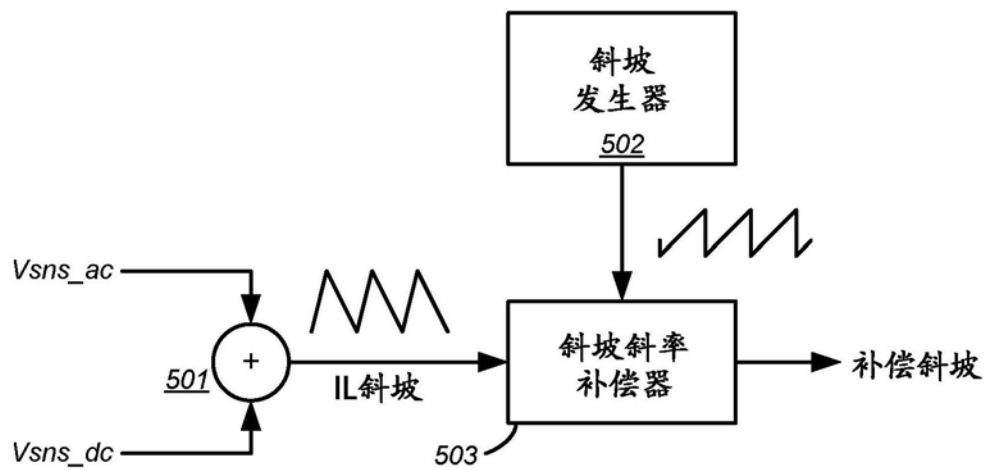 斜坡
发生器
502
Vsns_ac
+
501
IL斜坡
斜坡斜率
补偿器
补偿斜坡
Vsns_dc
503